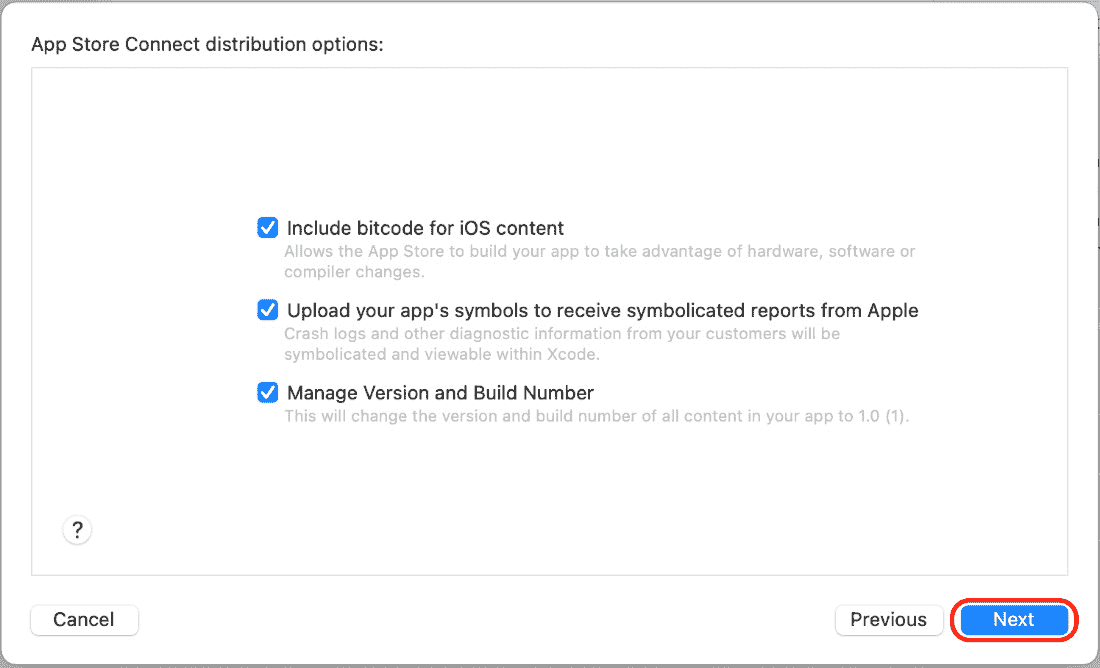 App Store Connect distribution options:
Include bitcode for iOS content
Allows the App Store to build your app to take advantage of hardware, software or
compiler changes.
Upload your app's symbols to receive symbolicated reports from Apple
Crash logs and other diagnostic information from your customers will be
symbolicated and viewable within Xcode.
Manage Version and Build Number
This will change the version and build number of all content in your app to 1.0 (1).
?
Cancel
Previous
Next